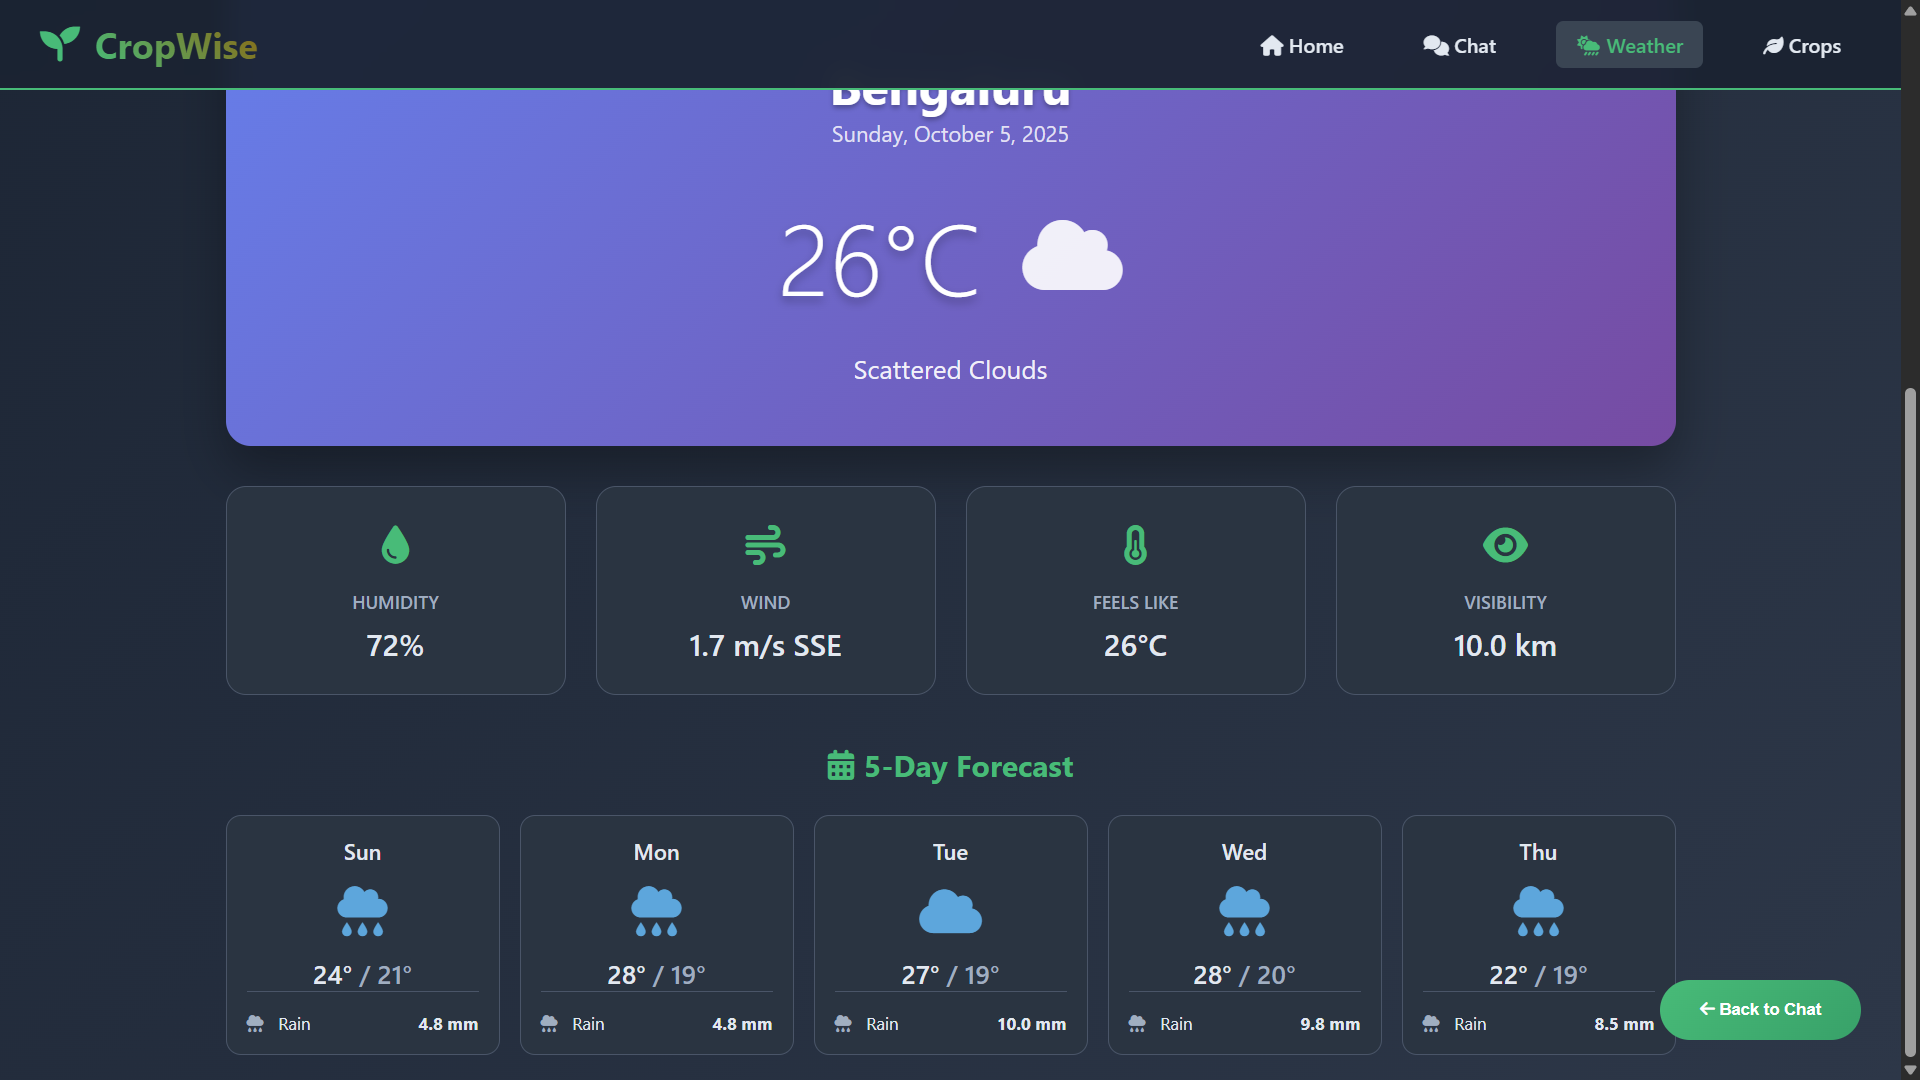 CropWise
Home
Chat
Weather
Crops
Bengaluru
Sunday, October 5, 2025
26°C
Scattered Clouds
HUMIDITY
72%
WIND
1.7 m/s SSE
FEELS LIKE
26°C
VISIBILITY
10.0 km
5-Day Forecast
Sun
24° / 21°
Rain 4.8 mm
Mon
28° / 19°
Rain 4.8 mm
Tue
27° / 19°
Rain 10.0 mm
Wed
28° / 20°
Rain 9.8 mm
Thu
22° / 19°
Rain 8.5 mm
Back to Chat